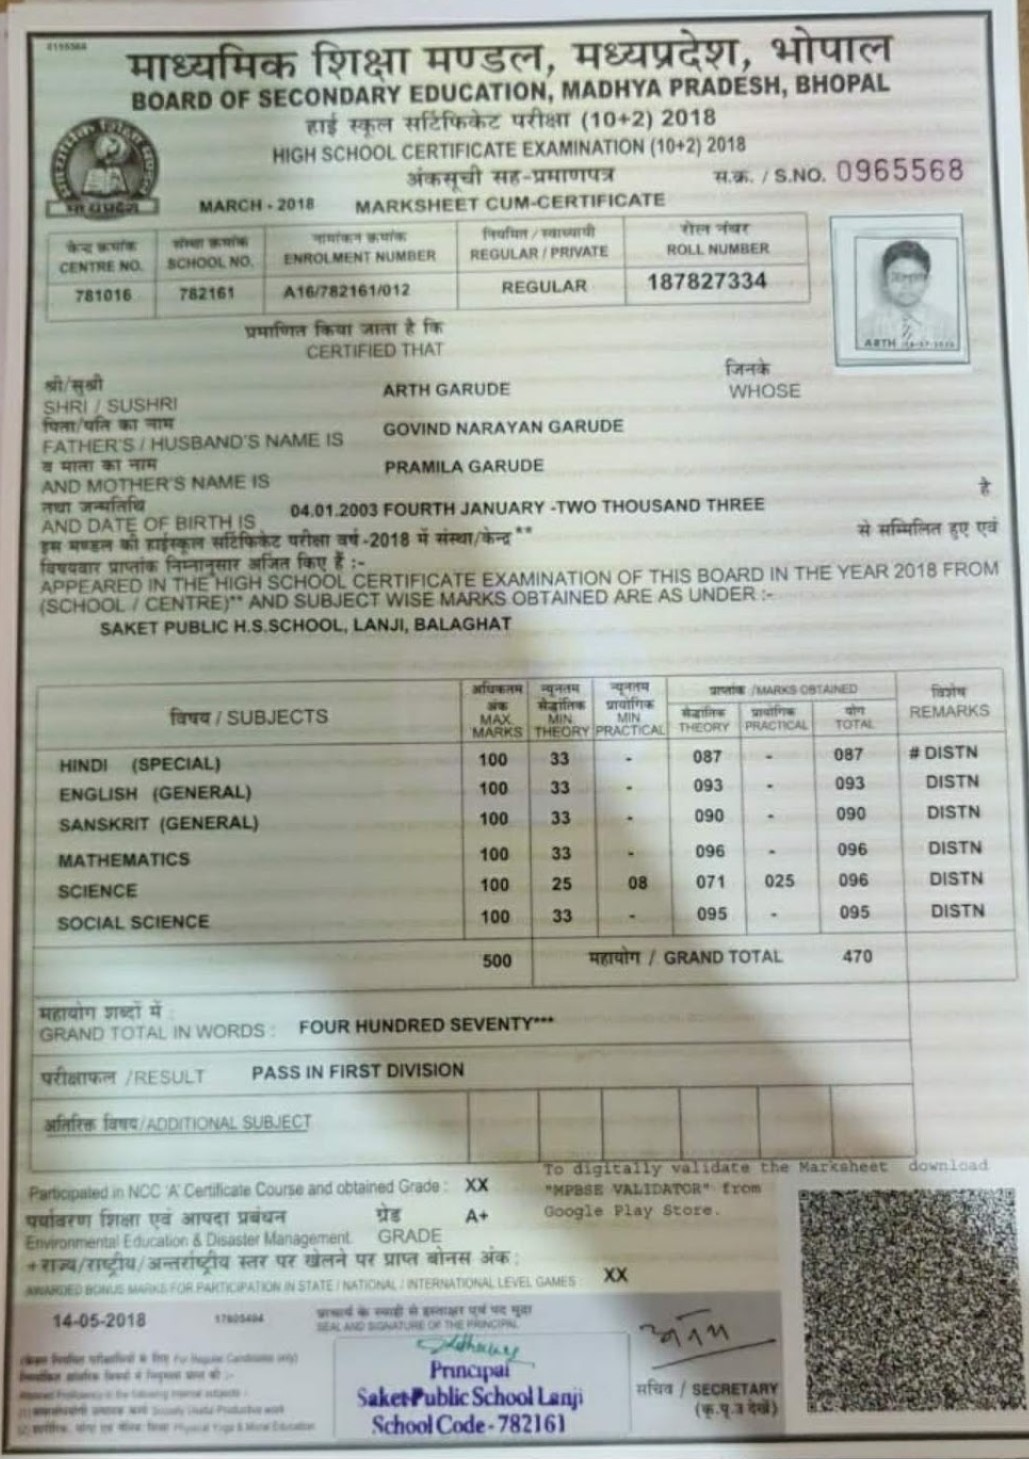 माध्यमिक शिक्षा मण्डल, मध्यप्रदेश, भोपाल
BOARD OF SECONDARY EDUCATION, MADHYA PRADESH, BHOPAL
हाई स्कूल सर्टिफिकेट परीक्षा (10+2) 2018
HIGH SCHOOL CERTIFICATE EXAMINATION (10+2) 2018
अंकसूची सह-प्रमाणपत्र
स.क्र. / S.NO. 0965568
MARCH - 2018 MARKSHEET CUM-CERTIFICATE
मध्यप्रदेश
केन्द्र क्रमांक संस्था क्रमांक नामांकन क्रमांक नियमित / स्वाध्यायी रोल नंबर
CENTRE NO. SCHOOL NO. ENROLMENT NUMBER REGULAR / PRIVATE ROLL NUMBER
781016 782161 A16/782161/012 REGULAR 187827334
ARTH
प्रमाणित किया जाता है कि
CERTIFIED THAT
श्री/सुश्री जिनके
SHRI / SUSHRI ARTH GARUDE WHOSE
पिता/पति का नाम
FATHER'S / HUSBAND'S NAME IS GOVIND NARAYAN GARUDE
व माता का नाम
AND MOTHER'S NAME IS PRAMILA GARUDE
तथा जन्मतिथि है
AND DATE OF BIRTH IS 04.01.2003 FOURTH JANUARY -TWO THOUSAND THREE
इस मण्डल की हाईस्कूल सर्टिफिकेट परीक्षा वर्ष-2018 में संस्था/केन्द्र ** से सम्मिलित हुए एवं
विषयवार प्राप्तांक निम्नानुसार अर्जित किए हैं :-
APPEARED IN THE HIGH SCHOOL CERTIFICATE EXAMINATION OF THIS BOARD IN THE YEAR 2018 FROM
(SCHOOL / CENTRE)** AND SUBJECT WISE MARKS OBTAINED ARE AS UNDER :-
SAKET PUBLIC H.S.SCHOOL, LANJI, BALAGHAT
विषय / SUBJECTS
अधिकतम अंक MAX. MARKS
न्यूनतम सैद्धांतिक MIN. THEORY
न्यूनतम प्रायोगिक MIN. PRACTICAL
प्राप्तांक /MARKS OBTAINED
सैद्धांतिक THEORY
प्रायोगिक PRACTICAL
योग TOTAL
विशेष REMARKS
HINDI (SPECIAL) 100 33 - 087 - 087 # DISTN
ENGLISH (GENERAL) 100 33 - 093 - 093 DISTN
SANSKRIT (GENERAL) 100 33 - 090 - 090 DISTN
MATHEMATICS 100 33 - 096 - 096 DISTN
SCIENCE 100 25 08 071 025 096 DISTN
SOCIAL SCIENCE 100 33 - 095 - 095 DISTN
500 महायोग / GRAND TOTAL 470
महायोग शब्दों में :
GRAND TOTAL IN WORDS : FOUR HUNDRED SEVENTY***
परीक्षाफल /RESULT PASS IN FIRST DIVISION
अतिरिक्त विषय/ADDITIONAL SUBJECT
To digitally validate the Marksheet download
"MPBSE VALIDATOR" from
Google Play Store.
Participated in NCC 'A' Certificate Course and obtained Grade : XX
पर्यावरण शिक्षा एवं आपदा प्रबंधन ग्रेड A+
Environmental Education & Disaster Management. GRADE
+राज्य/राष्ट्रीय/अन्तर्राष्ट्रीय स्तर पर खेलने पर प्राप्त बोनस अंक :
AWARDED BONUS MARKS FOR PARTICIPATION IN STATE / NATIONAL / INTERNATIONAL LEVEL GAMES XX
14-05-2018 17805494
प्राचार्य के स्याही से हस्ताक्षर एवं पद मुद्रा
SEAL AND SIGNATURE OF THE PRINCIPAL
Principal
Saket Public School Lanji
School Code - 782161
सचिव / SECRETARY
(कृ.पृ.उ देखें)
For Regular Candidates only)